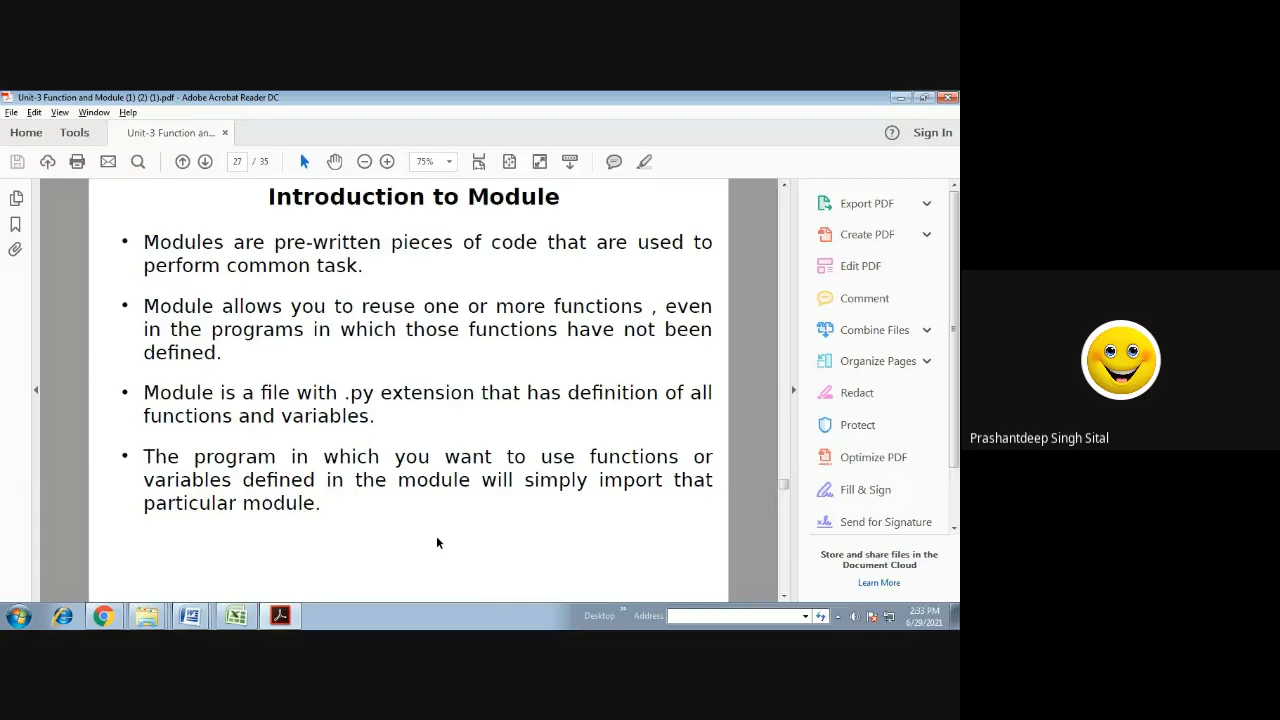 Unit-3 Function and Module (1) (2) (1).pdf - Adobe Acrobat Reader DC
File Edit View Window Help
Home Tools Unit-3 Function an... × Sign In
27 / 35 75%
Introduction to Module
• Modules are pre-written pieces of code that are used to
perform common task.
• Module allows you to reuse one or more functions , even
in the programs in which those functions have not been
defined.
• Module is a file with .py extension that has definition of all
functions and variables.
• The program in which you want to use functions or
variables defined in the module will simply import that
particular module.
Export PDF
Create PDF
Edit PDF
Comment
Combine Files
Organize Pages
Redact
Protect
Optimize PDF
Fill & Sign
Send for Signature
Store and share files in the
Document Cloud
Learn More
Prashantdeep Singh Sital
Desktop » Address
2:33 PM
6/29/2021